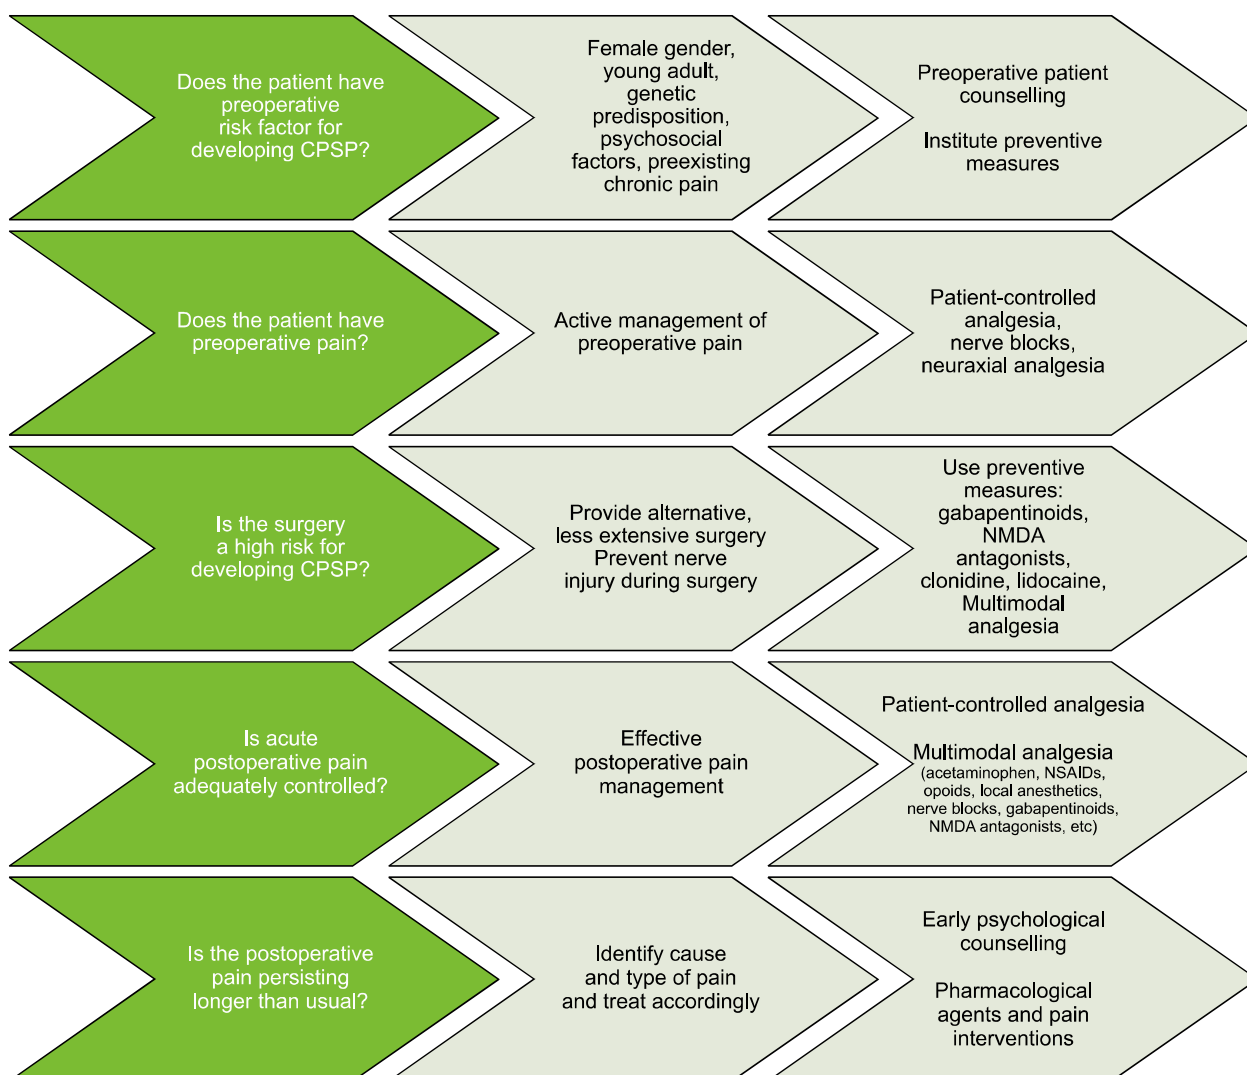 Does the patient have
preoperative
risk factor for
developing CPSP?
Female gender,
young adult,
genetic
predisposition,
psychosocial
factors, preexisting
chronic pain
Preoperative patient
counselling
Institute preventive
measures
Does the patient have
preoperative pain?
Active management of
preoperative pain
Patient-controlled
analgesia,
nerve blocks,
neuraxial analgesia
Is the surgery
a high risk for
developing CPSP?
Provide alternative,
less extensive surgery
Prevent nerve
injury during surgery
Use preventive
measures:
gabapentinoids,
NMDA
antagonists,
clonidine, lidocaine,
Multimodal
analgesia
Is acute
postoperative pain
adequately controlled?
Effective
postoperative pain
management
Patient-controlled analgesia
Multimodal analgesia
(acetaminophen, NSAIDs,
opoids, local anesthetics,
nerve blocks, gabapentinoids,
NMDA antagonists, etc)
Is the postoperative
pain persisting
longer than usual?
Identify cause
and type of pain
and treat accordingly
Early psychological
counselling
Pharmacological
agents and pain
interventions